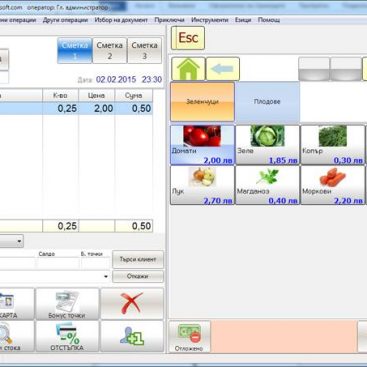 soft.com оператор: Гл. администратор
ни операции Други операции Избор на документ Приключи Инструменти Езици Помощ
Сметка 1 Сметка 2 Сметка 3
Esc
Дата: 02.02.2015 23:30
К-во Цена Сума
0,25 2,00 0,50
Зеленчуци Плодове
Домати 2,00 лв
Зеле 1,85 лв
Копър 0,30 лв
Лук 2,70 лв
Магданоз 0,40 лв
Моркови 2,20 лв
0,25 0,50
Салдо Б. точки
Търси клиент
Откажи
КАРТА Бонус точки
и стока ОТСТЪПКА +1
Отложено